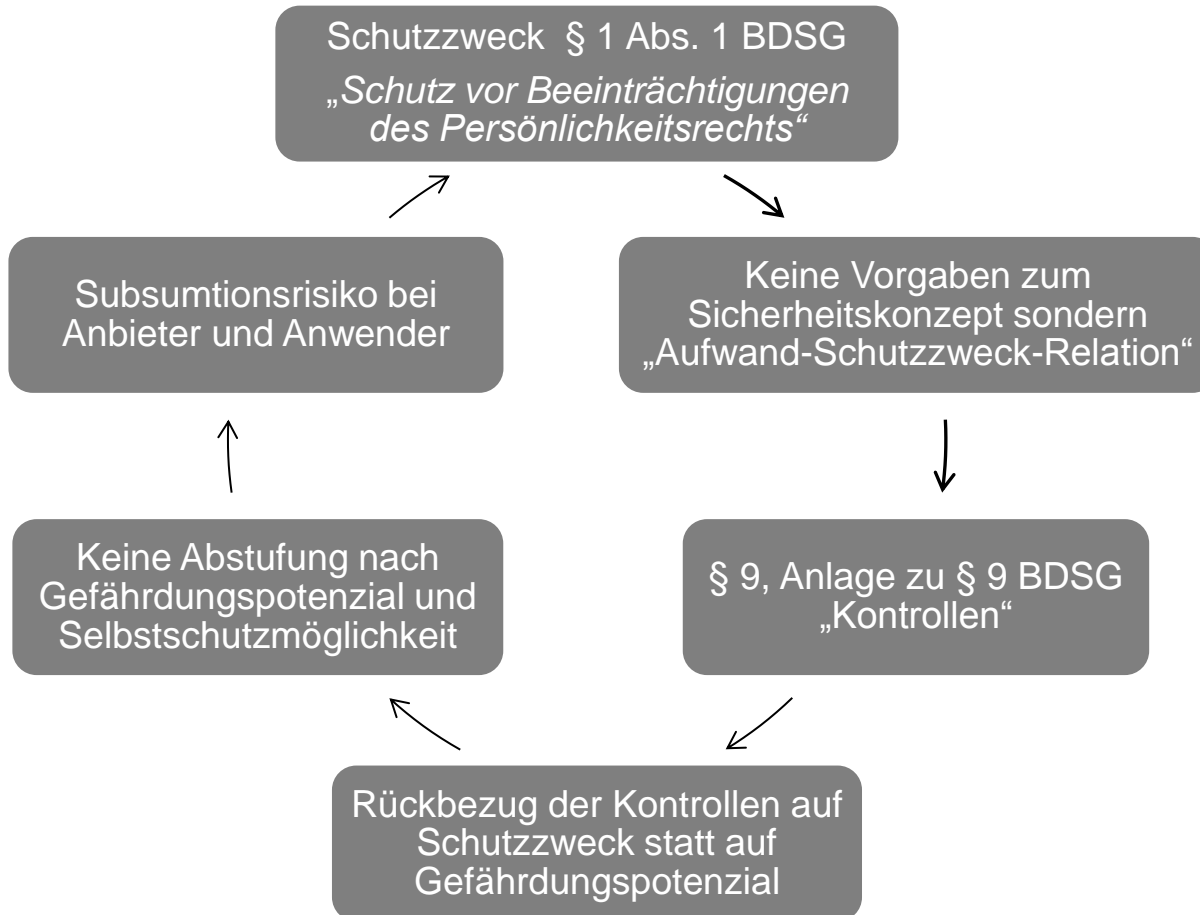 Schutzzweck § 1 Abs. 1 BDSG
„Schutz vor Beeinträchtigungen
des Persönlichkeitsrechts“
Keine Vorgaben zum
Sicherheitskonzept sondern
„Aufwand-Schutzzweck-Relation“
§ 9, Anlage zu § 9 BDSG
„Kontrollen“
Rückbezug der Kontrollen auf
Schutzzweck statt auf
Gefährdungspotenzial
Keine Abstufung nach
Gefährdungspotenzial und
Selbstschutzmöglichkeit
Subsumtionsrisiko bei
Anbieter und Anwender